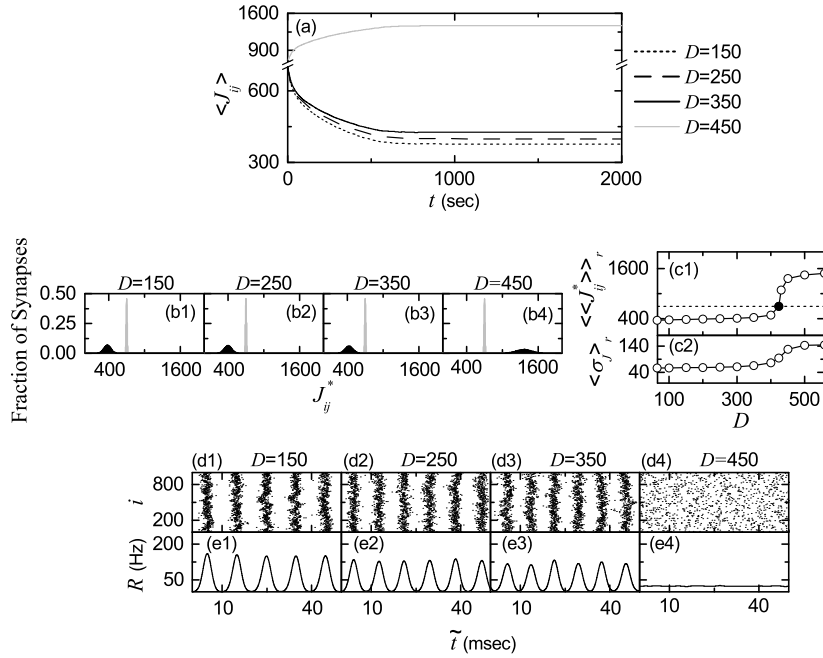 1600
(a)
900
600
300
<J_ij>
0
1000
2000
t (sec)
D=150
D=250
D=350
D=450
Fraction of Synapses
D=150
D=250
D=350
D=450
0.50
0.25
0.00
(b1)
(b2)
(b3)
(b4)
400
1600
400
1600
400
1600
400
1600
J*_ij
(c1)
1600
400
<<J*_ij>>_r
(c2)
140
40
<σ_J>_r
100
300
500
D
(d1) D=150
(d2) D=250
(d3) D=350
(d4) D=450
800
200
i
(e1)
(e2)
(e3)
(e4)
200
50
R (Hz)
10
40
10
40
10
40
10
40
t̃ (msec)